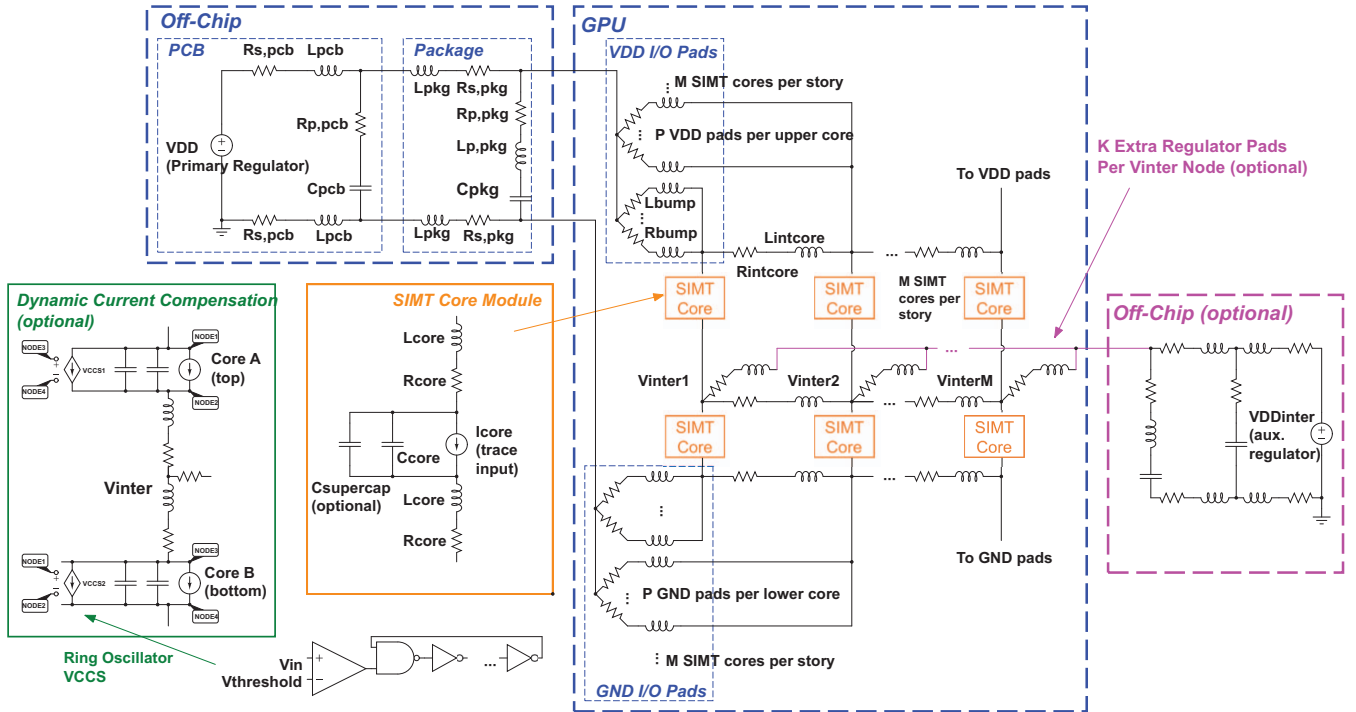 Off-Chip
PCB
Rs,pcb
Lpcb
Package
Lpkg
Rs,pkg
Rp,pcb
Rp,pkg
Lp,pkg
VDD
(Primary Regulator)
Cpcb
Cpkg
Rs,pcb
Lpcb
Lpkg
Rs,pkg
GPU
VDD I/O Pads
...
M SIMT cores per story
...
P VDD pads per upper core
Lbump
...
Rbump
Rintcore
Lintcore
...
To VDD pads
SIMT
Core
SIMT
Core
M SIMT
cores per
story
SIMT
Core
...
Vinter1
Vinter2
...
VinterM
SIMT
Core
SIMT
Core
...
SIMT
Core
...
...
...
P GND pads per lower core
...
M SIMT cores per story
GND I/O Pads
To GND pads
K Extra Regulator Pads
Per Vinter Node (optional)
Off-Chip (optional)
VDDinter
(aux.
regulator)
Dynamic Current Compensation
(optional)
NODE3
NODE4
VCCS1
NODE1
Core A
(top)
NODE2
Vinter
NODE1
NODE2
VCCS2
NODE3
Core B
(bottom)
NODE4
SIMT Core Module
Lcore
Rcore
Icore
(trace
input)
Ccore
Csupercap
(optional)
Lcore
Rcore
Ring Oscillator
VCCS
Vin
Vthreshold
+
−
...